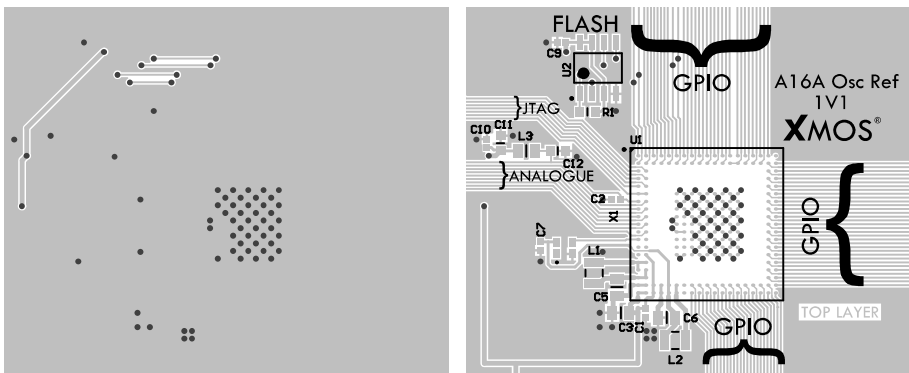 FLASH
C9
U2
GPIO
A16A Osc Ref
1V1
XMOS®
JTAG
R1
C10
C11
L3
U1
C12
ANALOGUE
C2
X1
GPIO
C7
L1
C5
C3
C6
TOP LAYER
GPIO
L2